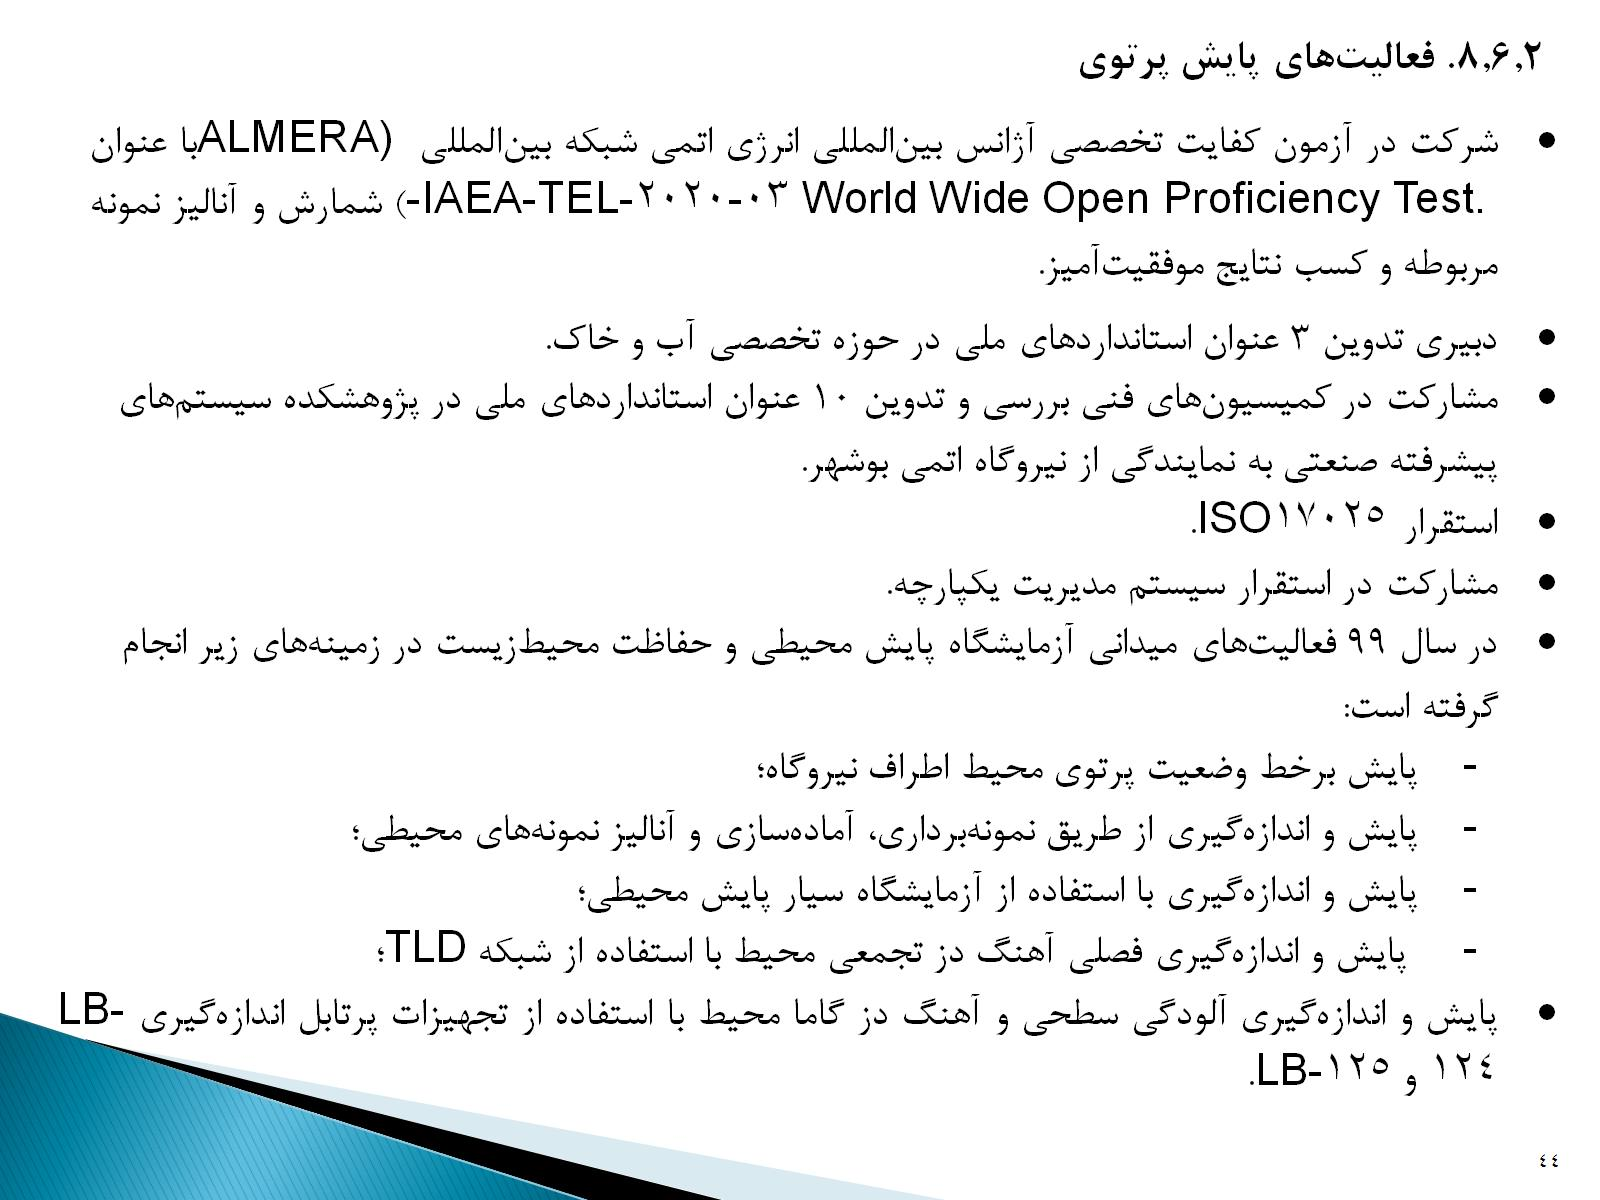 ۸,۶,۲. فعالیت‌های پایش پرتوی
• شرکت در آزمون کفایت تخصصی آژانس بین‌المللی انرژی اتمی شبکه بین‌المللی (ALMERAبا عنوان
IAEA-TEL-۲۰۲۰-۰۳ World Wide Open Proficiency Test.-) شمارش و آنالیز نمونه
مربوطه و کسب نتایج موفقیت‌آمیز.
• دبیری تدوین ۳ عنوان استانداردهای ملی در حوزه تخصصی آب و خاک.
• مشارکت در کمیسیون‌های فنی بررسی و تدوین ۱۰ عنوان استانداردهای ملی در پژوهشکده سیستم‌های
پیشرفته صنعتی به نمایندگی از نیروگاه اتمی بوشهر.
• استقرار ISO۱۷۰۲۵.
• مشارکت در استقرار سیستم مدیریت یکپارچه.
• در سال ۹۹ فعالیت‌های میدانی آزمایشگاه پایش محیطی و حفاظت محیط‌زیست در زمینه‌های زیر انجام
گرفته است:
- پایش برخط وضعیت پرتوی محیط اطراف نیروگاه؛
- پایش و اندازه‌گیری از طریق نمونه‌برداری، آماده‌سازی و آنالیز نمونه‌های محیطی؛
- پایش و اندازه‌گیری با استفاده از آزمایشگاه سیار پایش محیطی؛
- پایش و اندازه‌گیری فصلی آهنگ دز تجمعی محیط با استفاده از شبکه TLD؛
• پایش و اندازه‌گیری آلودگی سطحی و آهنگ دز گاما محیط با استفاده از تجهیزات پرتابل اندازه‌گیری LB-
۱۲٤ و LB-۱۲۵.
٤٤